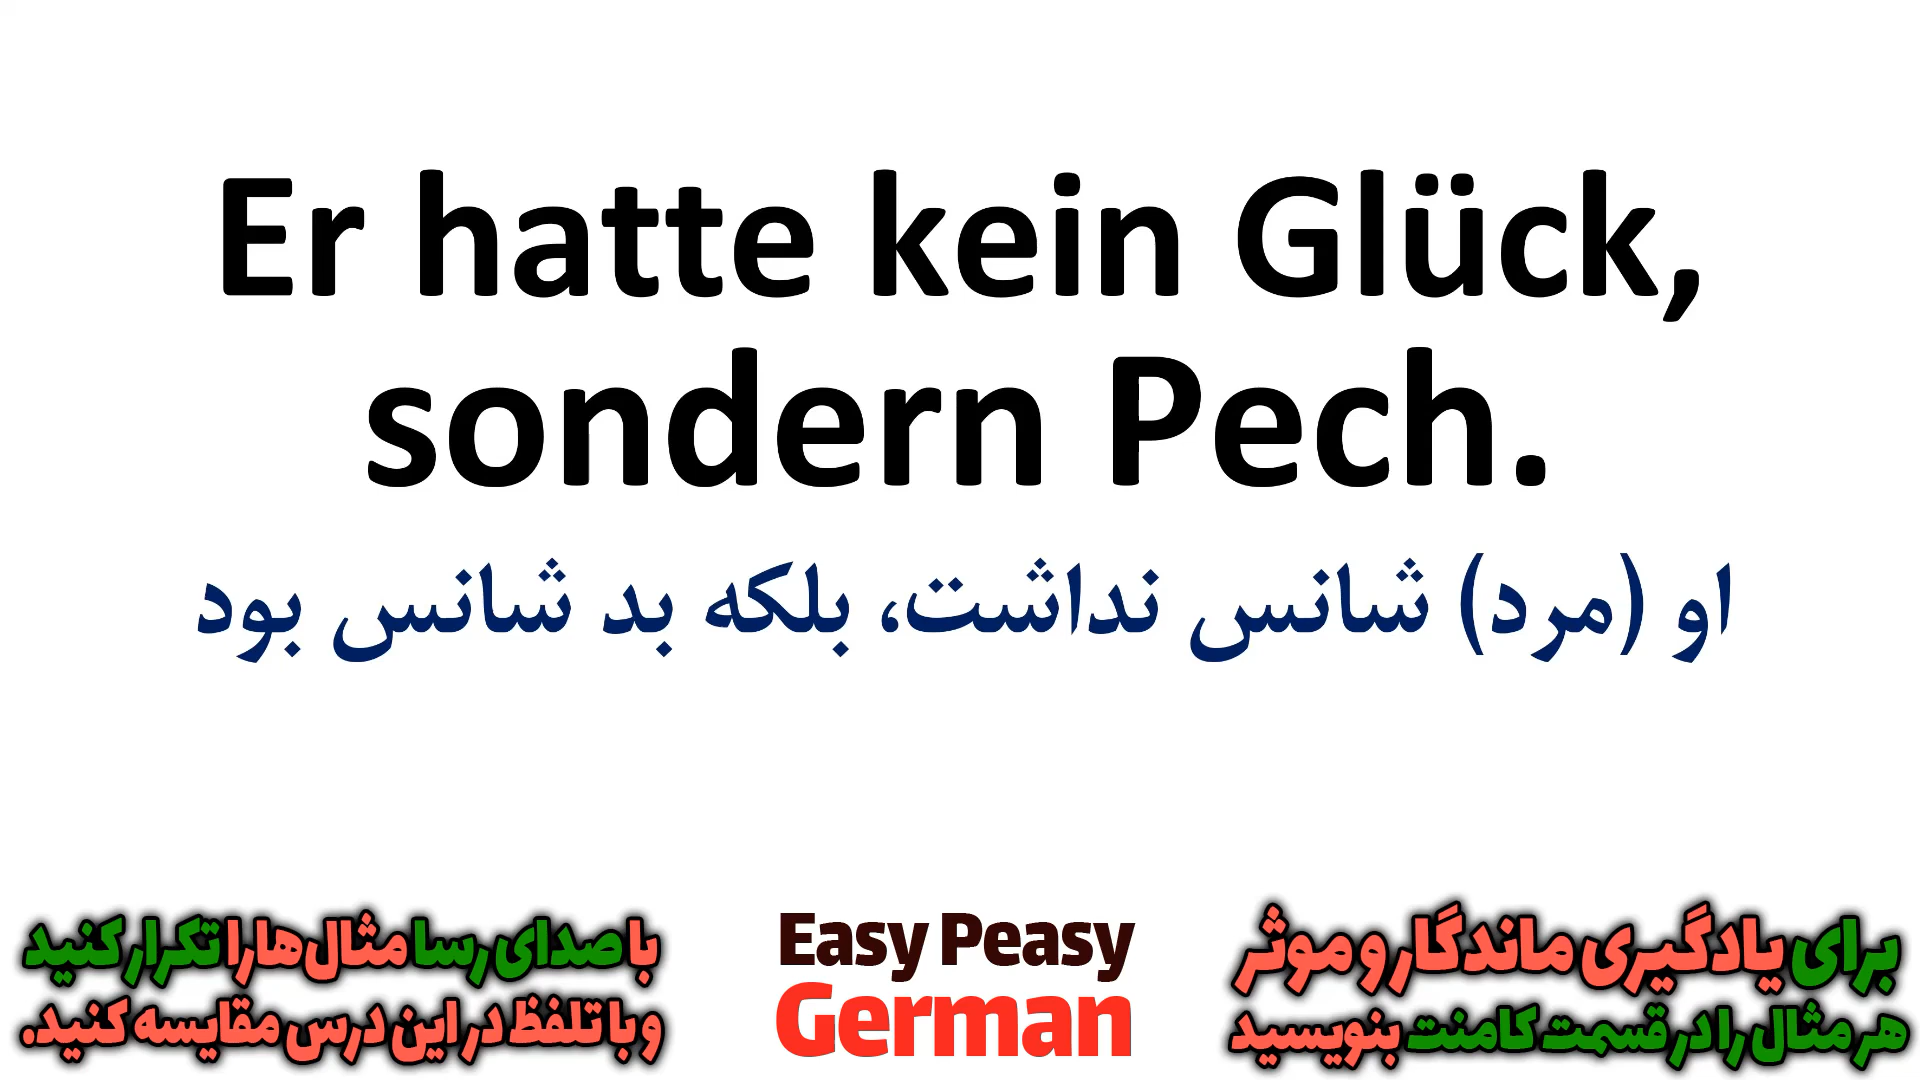 Er hatte kein Glück,
sondern Pech.
او (مرد) شانس نداشت، بلکه بد شانس بود
برای یادگیری ماندگار و موثر
هر مثال را در قسمت کامنت بنویسید
Easy Peasy
German
با صدای رسا مثال‌ها را تکرار کنید
و با تلفظ در این درس مقایسه کنید.